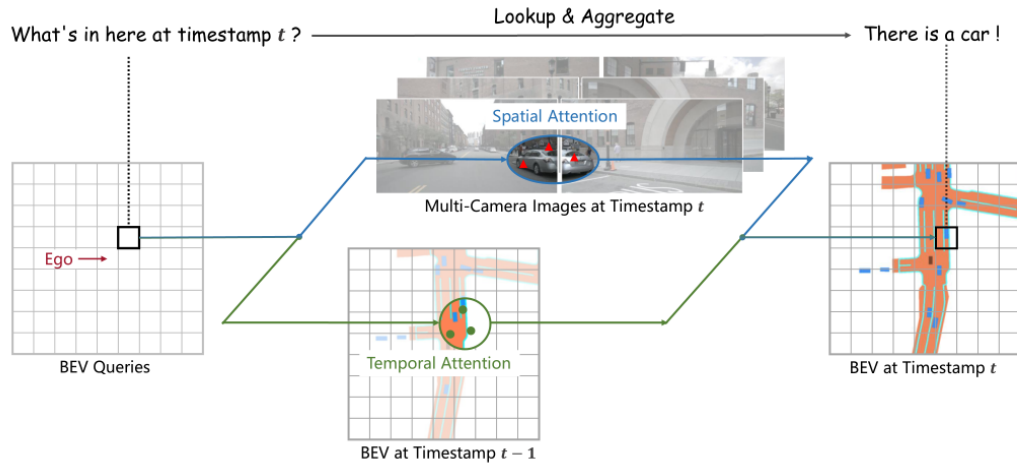 Lookup & Aggregate
What's in here at timestamp t ?
There is a car !
Spatial Attention
Multi-Camera Images at Timestamp t
Ego
BEV Queries
Temporal Attention
BEV at Timestamp t − 1
BEV at Timestamp t